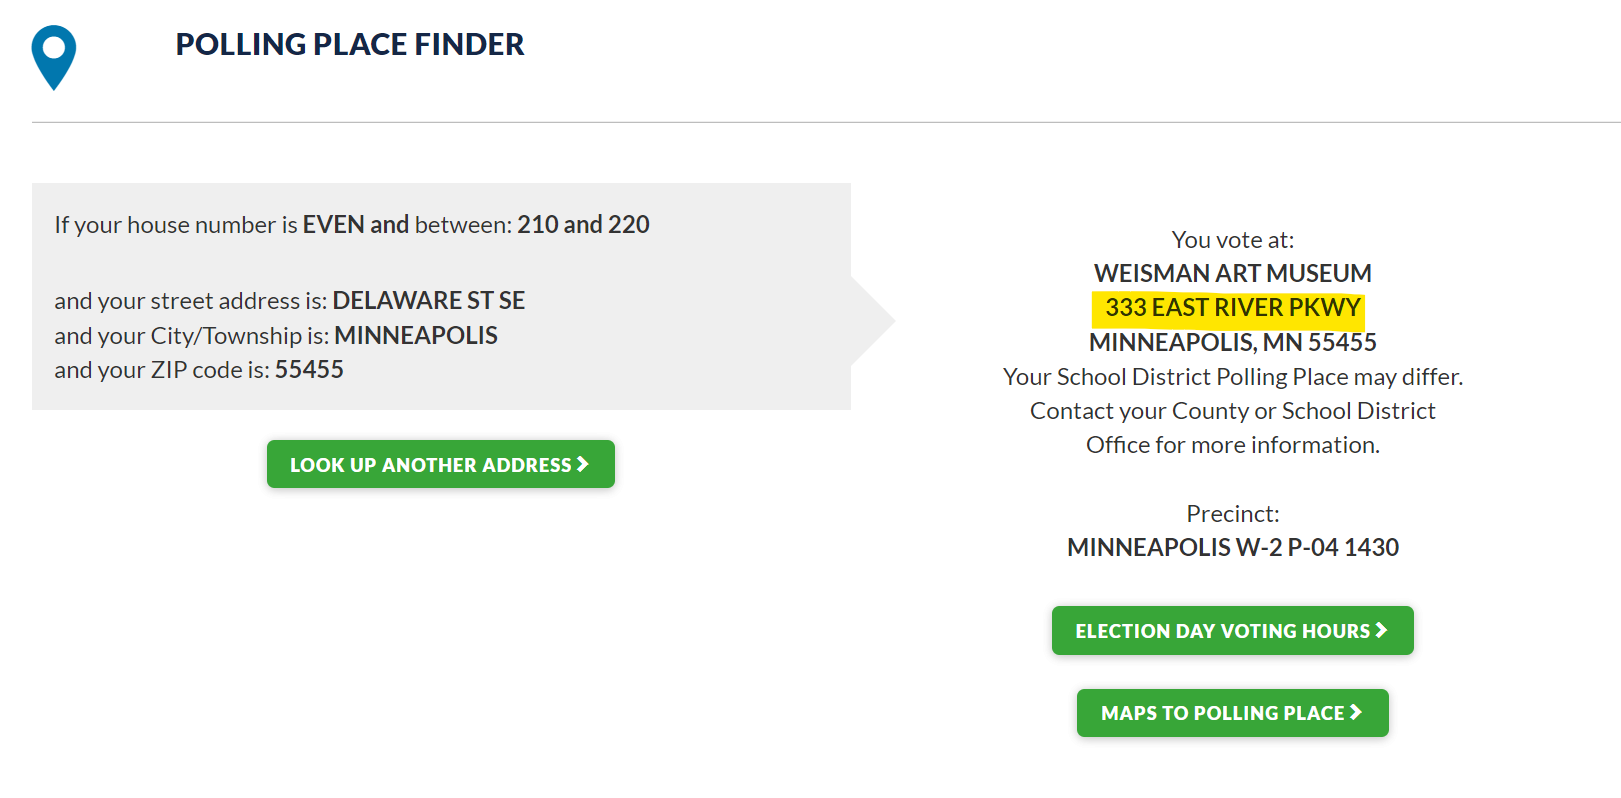 POLLING PLACE FINDER
If your house number is EVEN and between: 210 and 220
and your street address is: DELAWARE ST SE
and your City/Township is: MINNEAPOLIS
and your ZIP code is: 55455
LOOK UP ANOTHER ADDRESS
You vote at:
WEISMAN ART MUSEUM
333 EAST RIVER PKWY
MINNEAPOLIS, MN 55455
Your School District Polling Place may differ.
Contact your County or School District
Office for more information.
Precinct:
MINNEAPOLIS W-2 P-04 1430
ELECTION DAY VOTING HOURS
MAPS TO POLLING PLACE